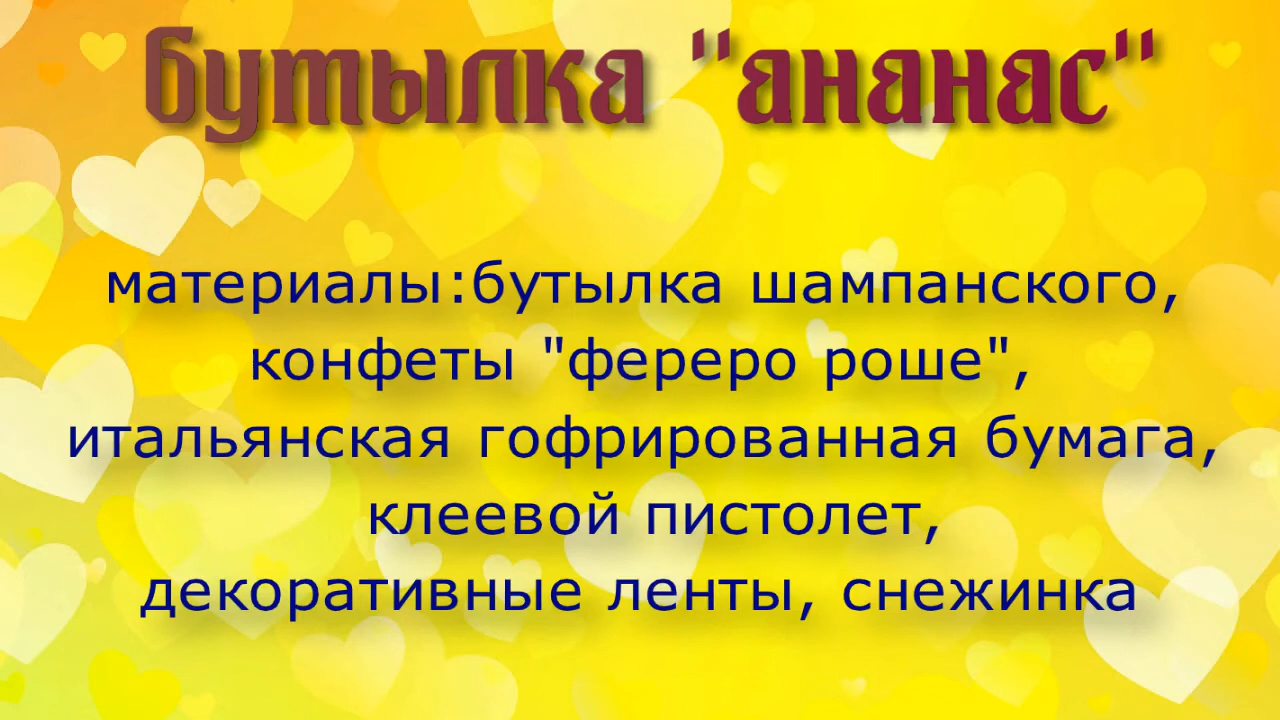 бутылка "ананас"
материалы:бутылка шампанского,
конфеты "фереро роше",
итальянская гофрированная бумага,
клеевой пистолет,
декоративные ленты, снежинка